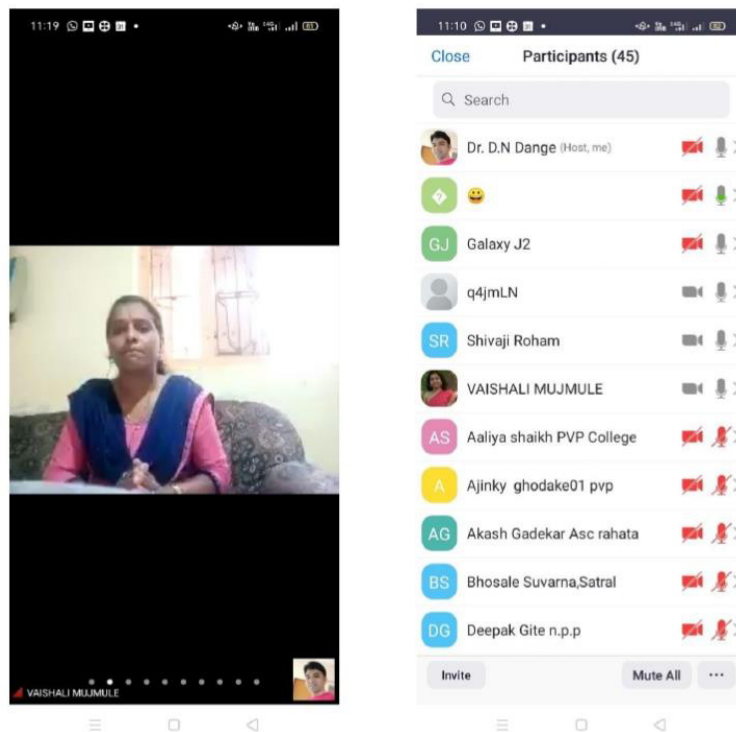 11:19
61
VAISHALI MUJMULE
11:10
62
Close Participants (45)
Search
Dr. D.N Dange (Host, me)
GJ Galaxy J2
q4jmLN
SR Shivaji Roham
VAISHALI MUJMULE
AS Aaliya shaikh PVP College
A Ajinky ghodake01 pvp
AG Akash Gadekar Asc rahata
BS Bhosale Suvarna,Satral
DG Deepak Gite n.p.p
Invite Mute All ...